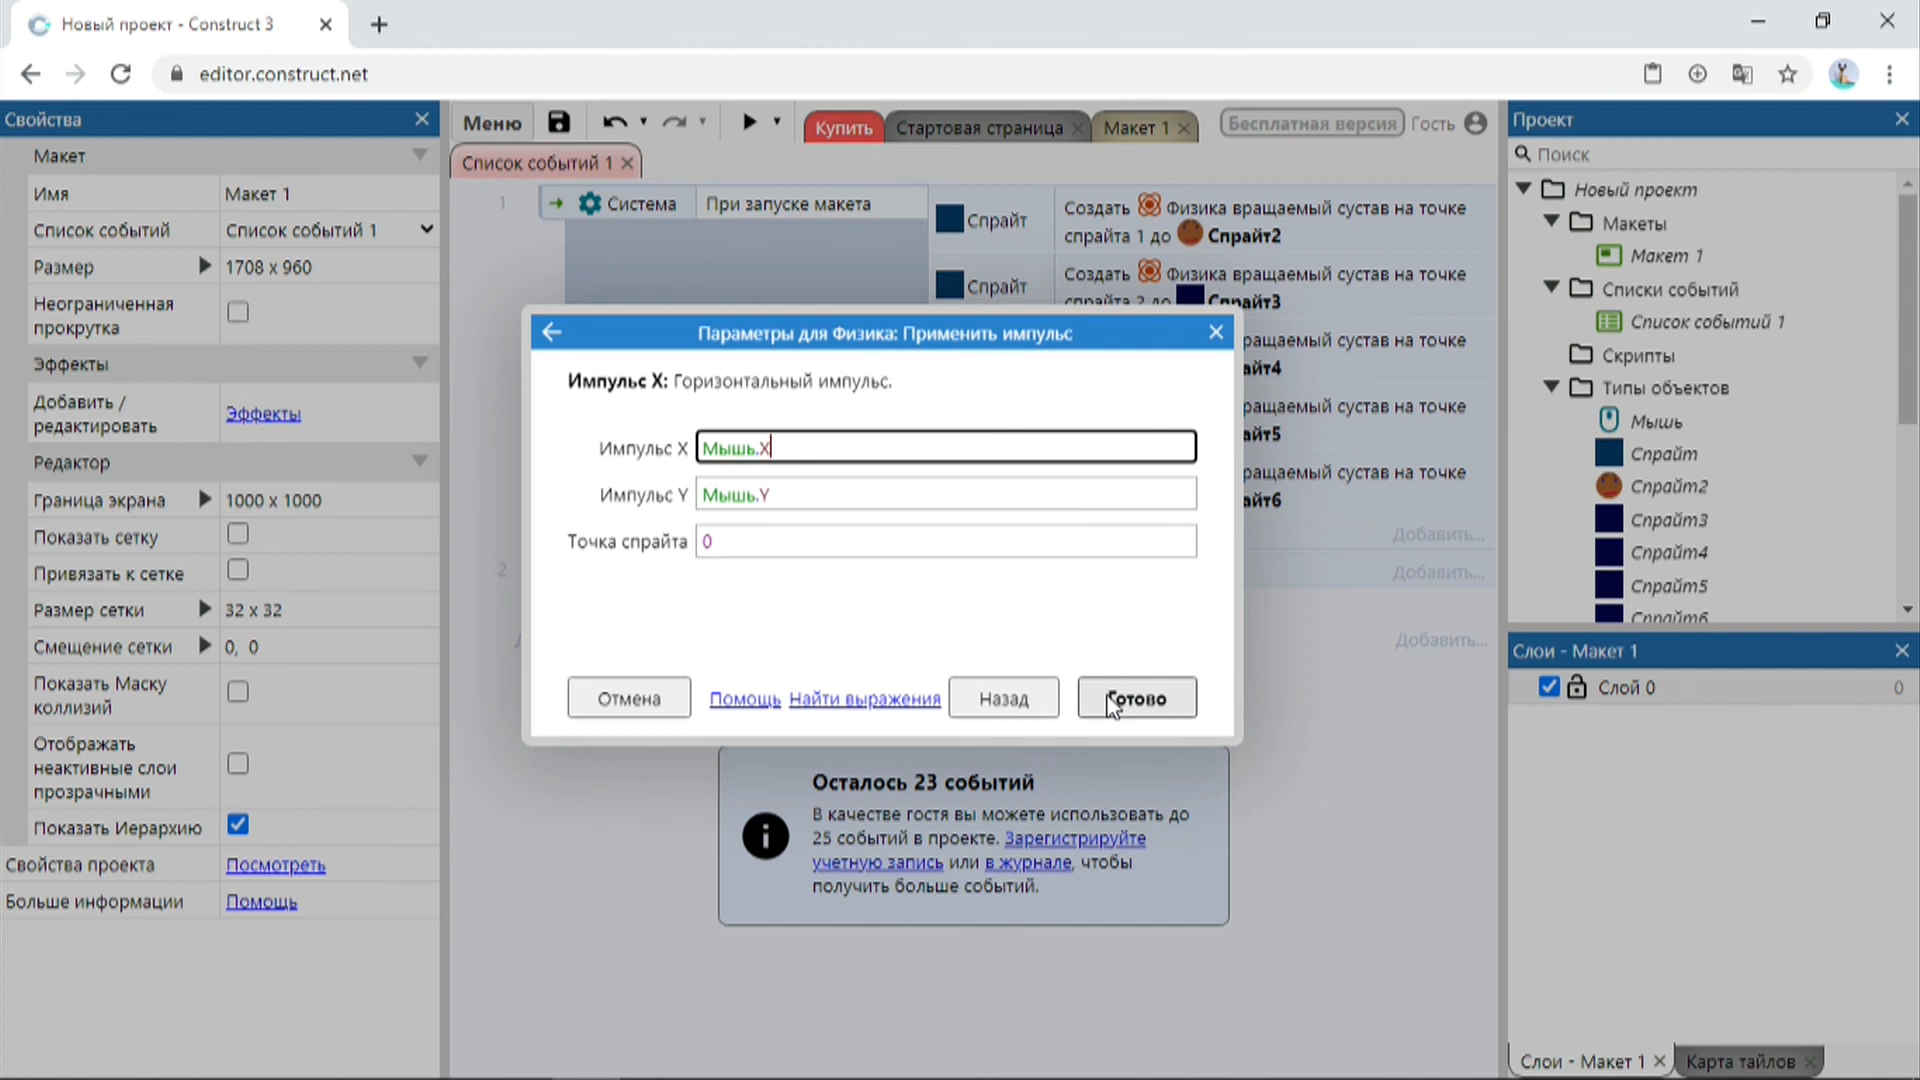 Новый проект - Construct 3
editor.construct.net
Свойства
Макет
Имя Макет 1
Список событий Список событий 1
Размер 1708 x 960
Неограниченная
прокрутка
Эффекты
Добавить /
редактировать
Эффекты
Редактор
Граница экрана 1000 x 1000
Показать сетку
Привязать к сетке
Размер сетки 32 x 32
Смещение сетки 0, 0
Показать Маску
коллизий
Отображать
неактивные слои
прозрачными
Показать Иерархию
Свойства проекта Посмотреть
Больше информации Помощь
Меню
Купить
Стартовая страница
Макет 1
Бесплатная версия
Гость
Список событий 1
1
Система
При запуске макета
Спрайт
Создать Физика вращаемый сустав на точке
спрайта 1 до Спрайт2
Спрайт
Создать Физика вращаемый сустав на точке
спрайта 2 до Спрайт3
вращаемый сустав на точке
айт4
вращаемый сустав на точке
айт5
вращаемый сустав на точке
айт6
Добавить...
2
Добавить...
Добавить...
Параметры для Физика: Применить импульс
Импульс X: Горизонтальный импульс.
Импульс X Мышь.X
Импульс Y Мышь.Y
Точка спрайта 0
Отмена
Помощь
Найти выражения
Назад
Готово
Осталось 23 событий
В качестве гостя вы можете использовать до
25 событий в проекте. Зарегистрируйте
учетную запись или в журнале, чтобы
получить больше событий.
Проект
Поиск
Новый проект
Макеты
Макет 1
Списки событий
Список событий 1
Скрипты
Типы объектов
Мышь
Спрайт
Спрайт2
Спрайт3
Спрайт4
Спрайт5
Спрайт6
Слои - Макет 1
Слой 0 0
Слои - Макет 1
Карта тайлов